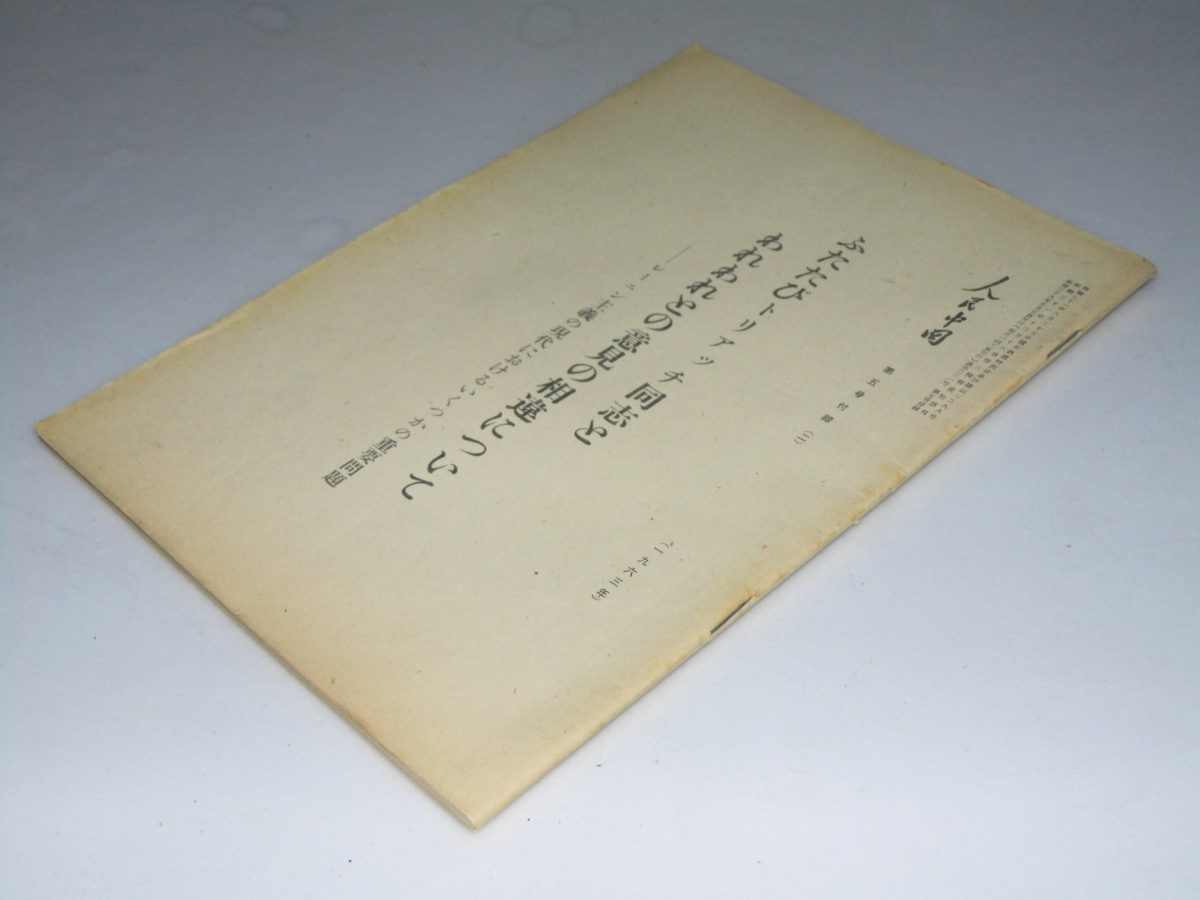 人民中国
第五号付録(二)
ふたたびトリアッチ同志と
われわれとの意見の相違について
――レーニン主義の現代におけるいくつかの重要問題
(一九六三年)